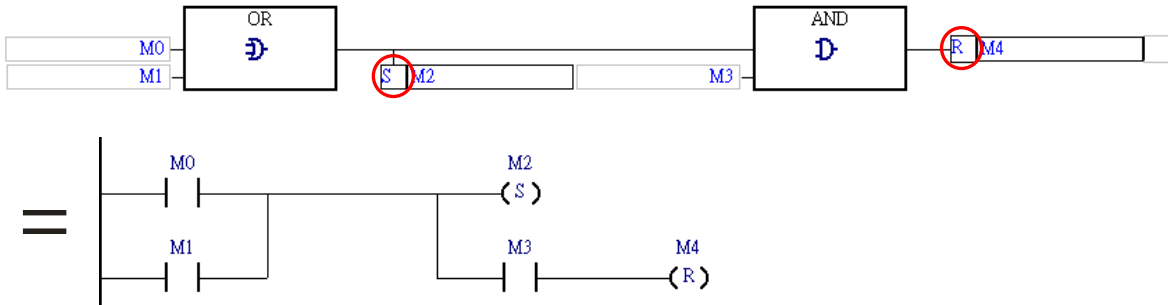 OR AND
M0 R M4
M1 S M2 M3
=
M0 M2
( S )
M1 M3 M4
( R )